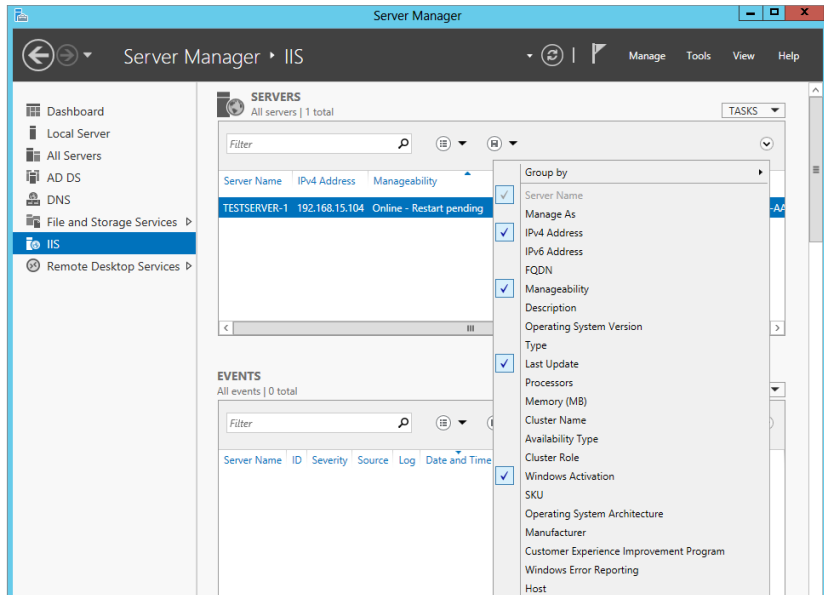 Server Manager
Server Manager ‣ IIS
Manage Tools View Help
Dashboard
Local Server
All Servers
AD DS
DNS
File and Storage Services
IIS
Remote Desktop Services
SERVERS
All servers | 1 total
TASKS
Filter
Server Name IPv4 Address Manageability
TESTSERVER-1 192.168.15.104 Online - Restart pending
-AA
Group by
Server Name
Manage As
IPv4 Address
IPv6 Address
FQDN
Manageability
Description
Operating System Version
Type
Last Update
Processors
Memory (MB)
Cluster Name
Availability Type
Cluster Role
Windows Activation
SKU
Operating System Architecture
Manufacturer
Customer Experience Improvement Program
Windows Error Reporting
Host
EVENTS
All events | 0 total
Filter
Server Name ID Severity Source Log Date and Time